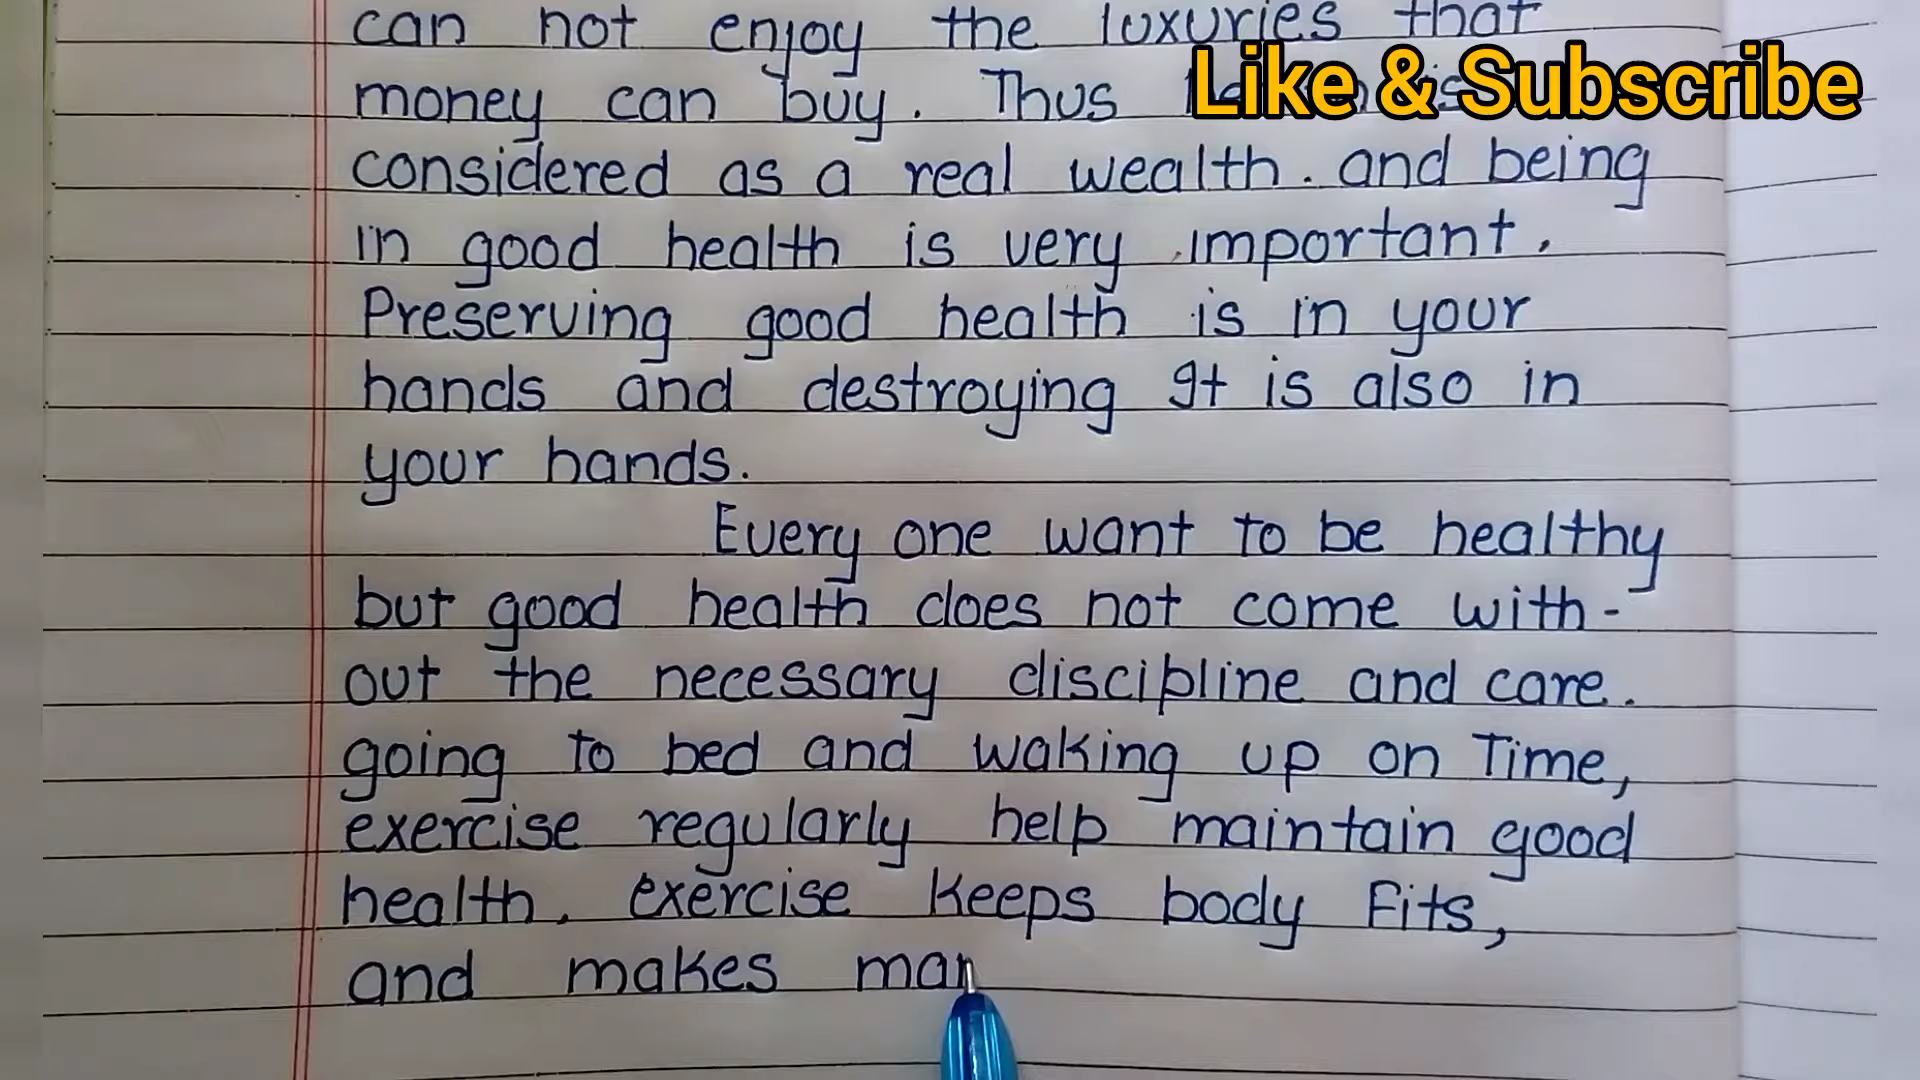 can not enjoy the luxuries that
money can buy. Thus
Like & Subscribe
considered as a real wealth. and being
in good health is very important.
Preserving good health is in your
hands and destroying It is also in
your hands.
Every one want to be healthy
but good health does not come with-
out the necessary discipline and care.
going to bed and waking up on Time,
exercise regularly help maintain good
health. exercise keeps body Fits,
and makes man